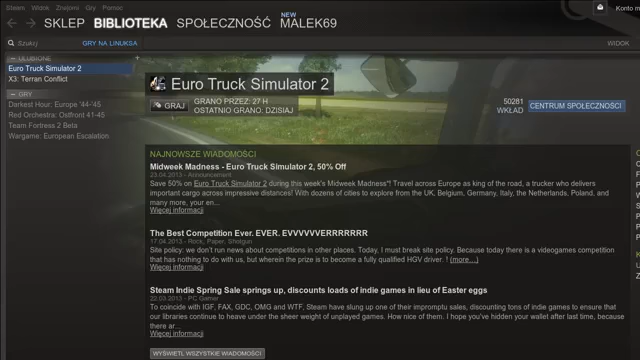 Steam Widok Znajomi Gry Pomoc
Konto m
SKLEP BIBLIOTEKA SPOŁECZNOŚĆ NEW MALEK69
Szukaj GRY NA LINUKSA WIDOK
ULUBIONE
Euro Truck Simulator 2
X3: Terran Conflict
GRY
Darkest Hour: Europe '44-'45
Red Orchestra: Ostfront 41-45
Team Fortress 2 Beta
Wargame: European Escalation
Euro Truck Simulator 2
GRAJ
GRANO PRZEZ: 27 H
OSTATNIO GRANO: DZISIAJ
50281
WKŁAD
CENTRUM SPOŁECZNOŚCI
NAJNOWSZE WIADOMOŚCI
Midweek Madness - Euro Truck Simulator 2, 50% Off
23.04.2013 - Announcement
Save 50% on Euro Truck Simulator 2 during this week's Midweek Madness*! Travel across Europe as king of the road, a trucker who delivers
important cargo across impressive distances! With dozens of cities to explore from the UK, Belgium, Germany, Italy, the Netherlands, Poland, and
many more, your en...
Więcej informacji
The Best Competition Ever. EVER. EVVVVVVERRRRRRR
17.04.2013 - Rock, Paper, Shotgun
Site policy: we don't run news about competitions in other places. Today, I must break site policy. Because today there is a videogames competition
that has nothing to do with us, but wherein the prize is to become a fully qualified HGV driver. ! (more…)
Więcej informacji
Steam Indie Spring Sale springs up, discounts loads of indie games in lieu of Easter eggs
22.03.2013 - PC Gamer
To coincide with IGF, FAX, GDC, OMG and WTF, Steam have slung up one of their impromptu sales, discounting tons of indie games to ensure that
our libraries continue to heave under the sheer weight of unplayed games. How nice of them. I hope you've hidden your wallet after last time, because
there ar...
Więcej informacji
WYŚWIETL WSZYSTKIE WIADOMOŚCI